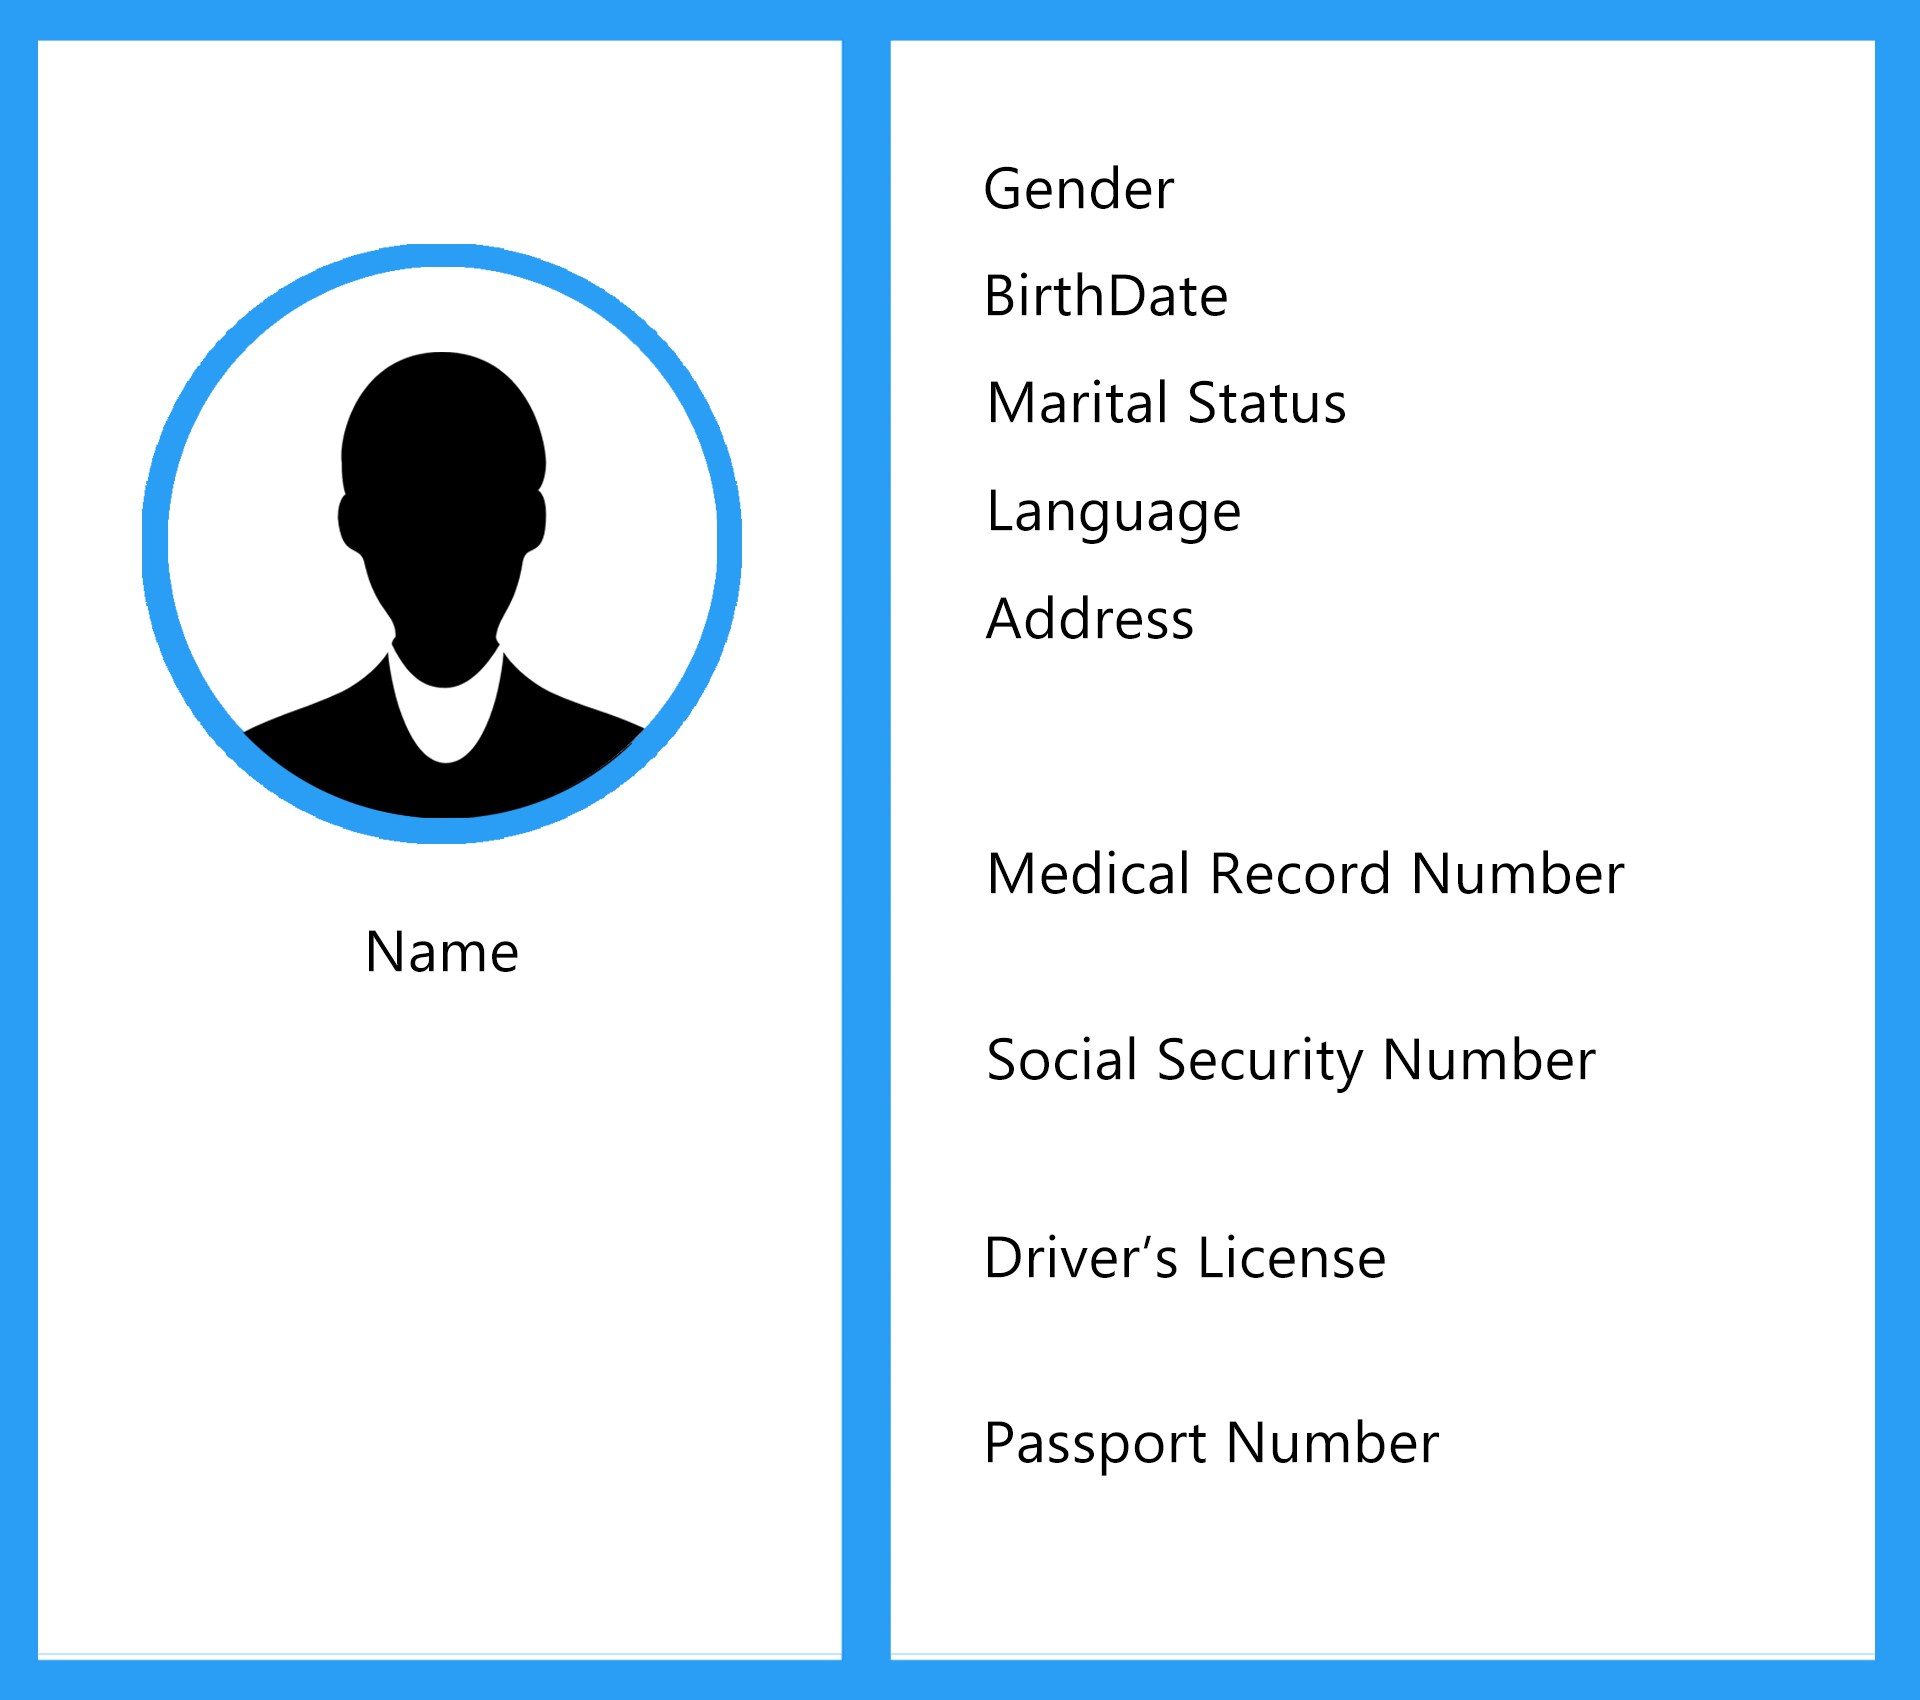 Name
Gender
BirthDate
Marital Status
Language
Address
Medical Record Number
Social Security Number
Driver’s License
Passport Number